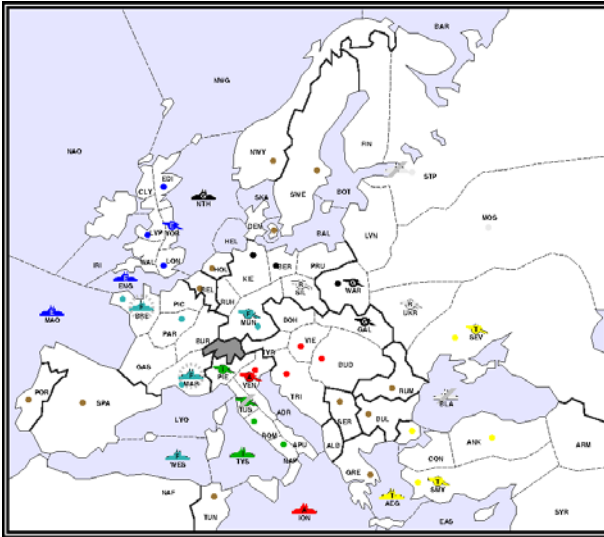 BAR
NWG
NAO
FIN
NWY
STP
SWE
BOT
EDI
CLY
NTH
SKA
MOS
LVN
DEN
BAL
HEL
IRI
WAL
LON
HOL
KIE
BER
PRU
WAR
BEL
RUH
SIL
ENG
PIC
MUN
BOH
GAL
UKR
MAO
PAR
SEV
BUR
VIE
BUD
GAS
PIE
VEN
RUM
MAR
TRI
BLA
POR
SPA
TUS
ADR
SER
BUL
LYO
ROM
APU
ANK
ARM
CON
ALB
NAP
WES
TYS
GRE
SMY
NAF
AEG
TUN
ION
EAS
SYR